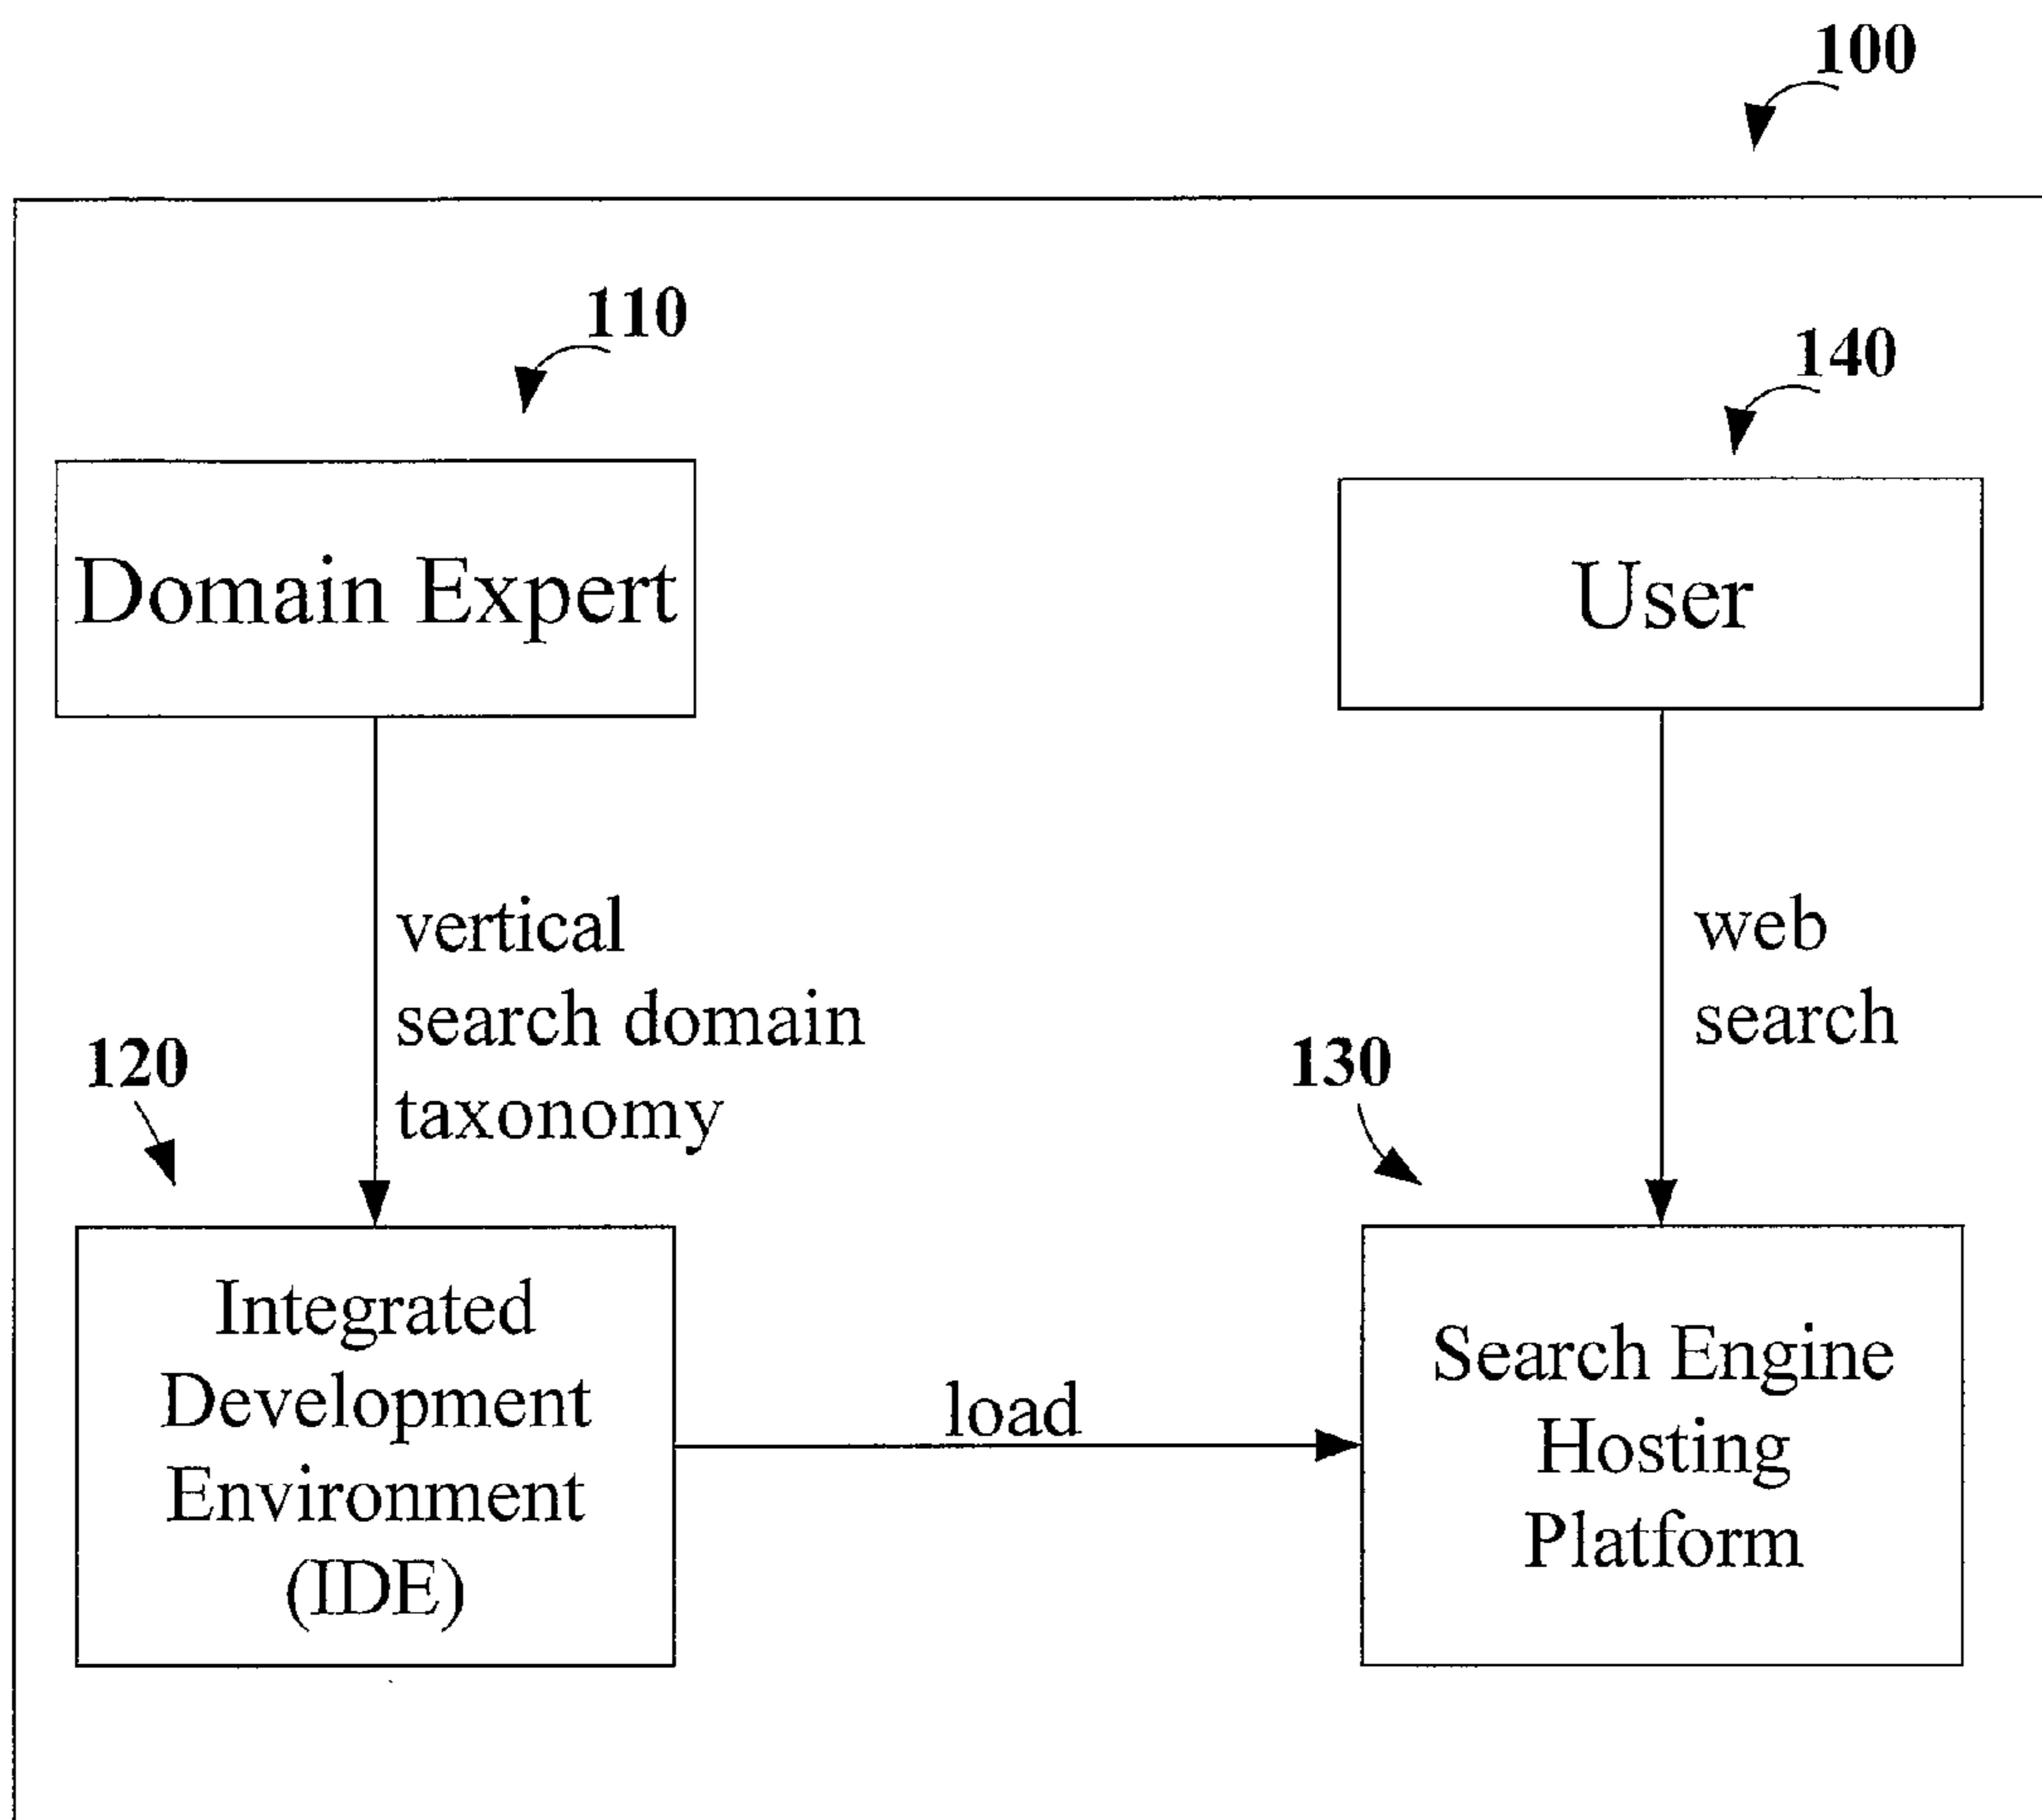 100
110
140
Domain Expert
User
vertical
search domain
taxonomy
web
search
120
130
Integrated
Development
Environment
(IDE)
load
Search Engine
Hosting
Platform